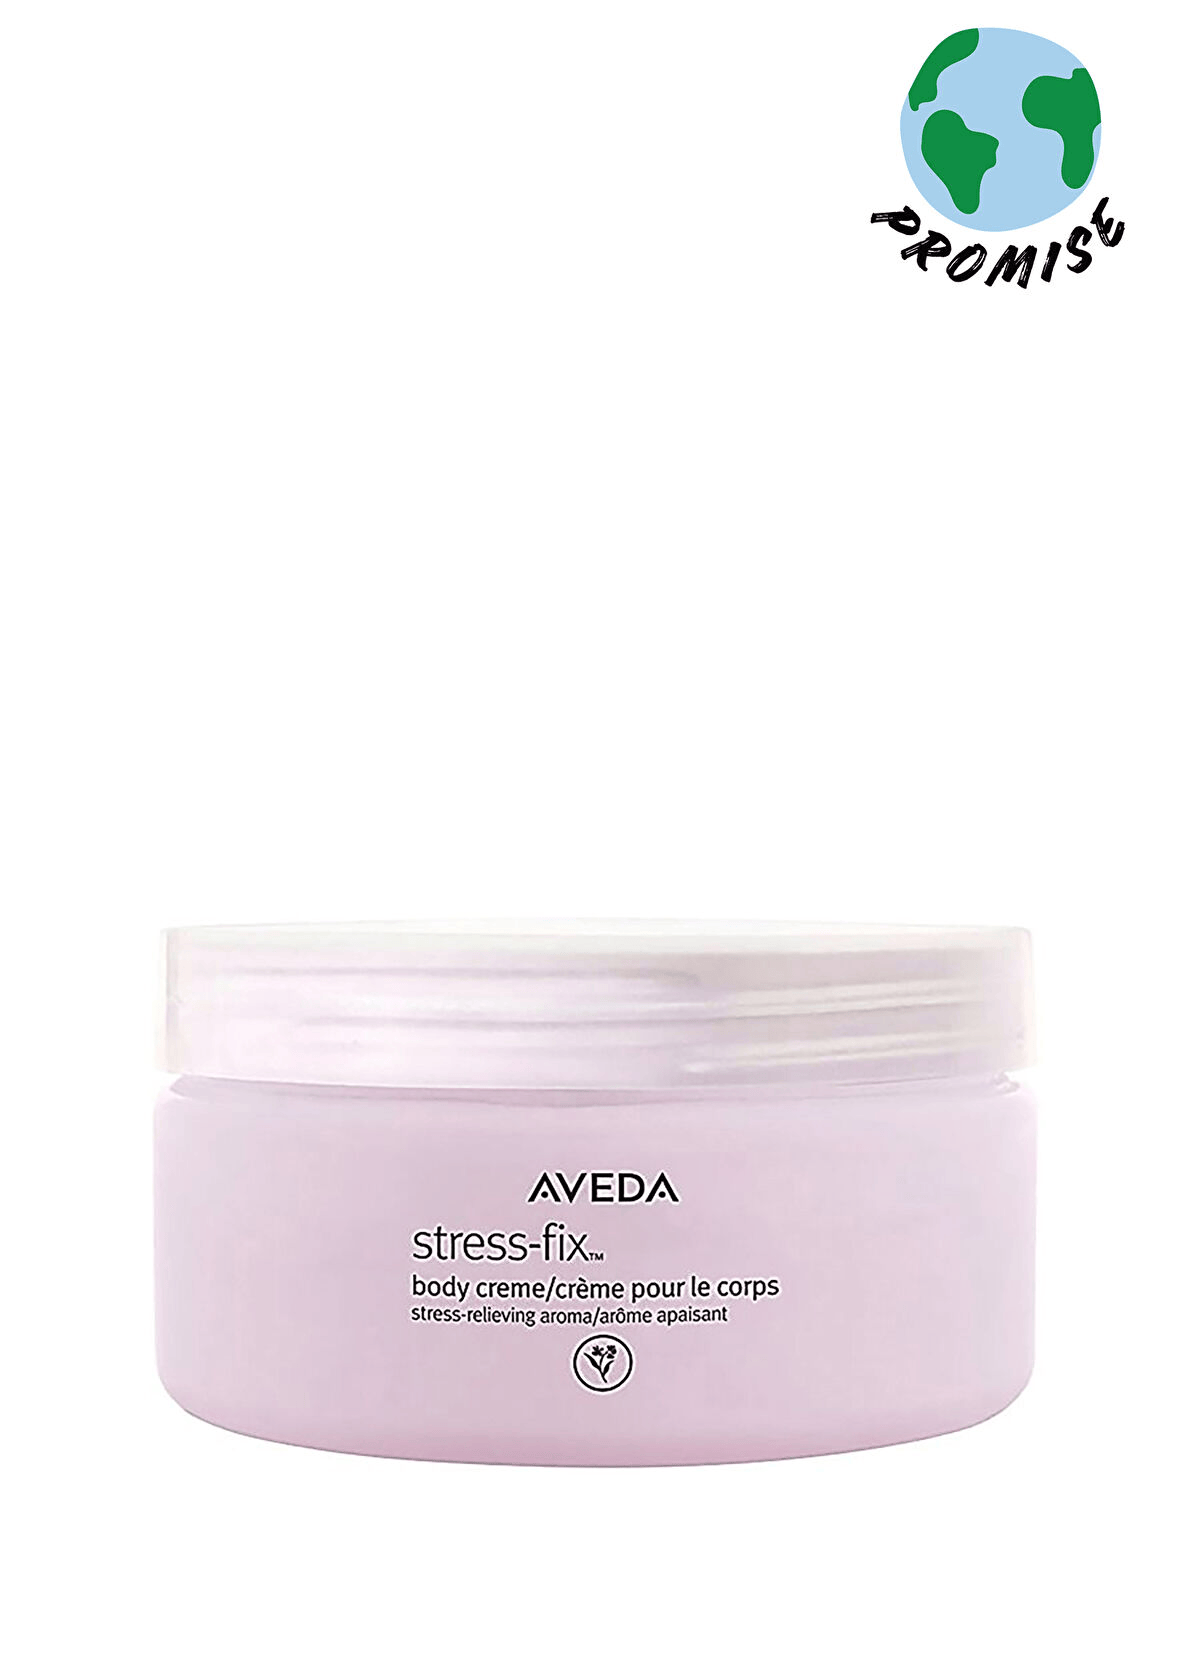 PROMISE
AVEDA
stress-fix™
body creme/crème pour le corps
stress-relieving aroma/arôme apaisant